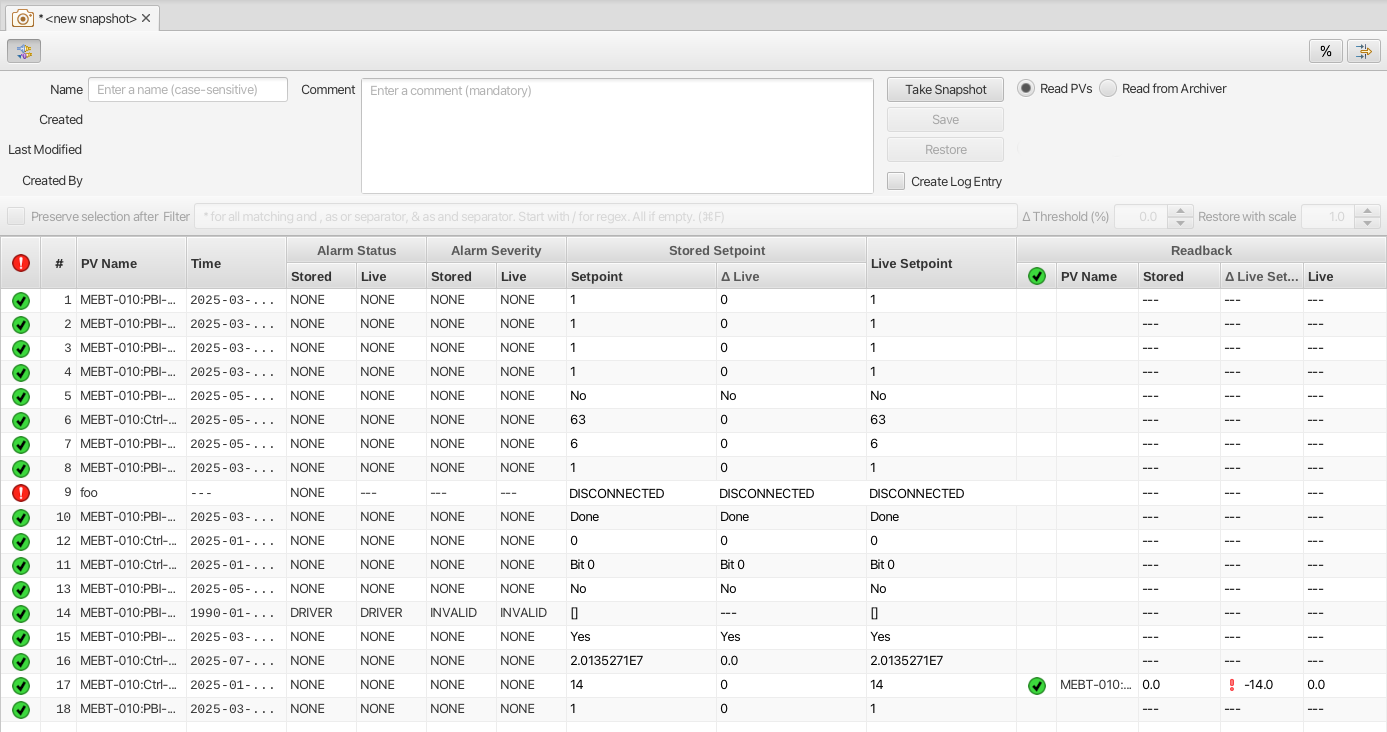 * <new snapshot> ✕
%
Name Enter a name (case-sensitive) Comment Enter a comment (mandatory) Take Snapshot Read PVs Read from Archiver
Created Save
Last Modified Restore
Created By Create Log Entry
Preserve selection after Filter * for all matching and , as or separator, & as and separator. Start with / for regex. All if empty. (⌘F) Δ Threshold (%) 0.0 Restore with scale 1.0
# PV Name Time Alarm Status Alarm Severity Stored Setpoint Live Setpoint Readback
Stored Live Stored Live Setpoint Δ Live PV Name Stored Δ Live Set... Live
1 MEBT-010:PBI-... 2025-03-... NONE NONE NONE NONE 1 0 1 --- --- ---
2 MEBT-010:PBI-... 2025-03-... NONE NONE NONE NONE 1 0 1 --- --- ---
3 MEBT-010:PBI-... 2025-03-... NONE NONE NONE NONE 1 0 1 --- --- ---
4 MEBT-010:PBI-... 2025-03-... NONE NONE NONE NONE 1 0 1 --- --- ---
5 MEBT-010:PBI-... 2025-05-... NONE NONE NONE NONE No No No --- --- ---
6 MEBT-010:Ctrl-... 2025-05-... NONE NONE NONE NONE 63 0 63 --- --- ---
7 MEBT-010:PBI-... 2025-05-... NONE NONE NONE NONE 6 0 6 --- --- ---
8 MEBT-010:PBI-... 2025-03-... NONE NONE NONE NONE 1 0 1 --- --- ---
9 foo --- NONE --- --- --- DISCONNECTED DISCONNECTED DISCONNECTED --- --- ---
10 MEBT-010:PBI-... 2025-03-... NONE NONE NONE NONE Done Done Done --- --- ---
12 MEBT-010:Ctrl-... 2025-01-... NONE NONE NONE NONE 0 0 0 --- --- ---
11 MEBT-010:Ctrl-... 2025-01-... NONE NONE NONE NONE Bit 0 Bit 0 Bit 0 --- --- ---
13 MEBT-010:PBI-... 2025-05-... NONE NONE NONE NONE No No No --- --- ---
14 MEBT-010:PBI-... 1990-01-... DRIVER DRIVER INVALID INVALID [] --- [] --- --- ---
15 MEBT-010:PBI-... 2025-03-... NONE NONE NONE NONE Yes Yes Yes --- --- ---
16 MEBT-010:Ctrl-... 2025-07-... NONE NONE NONE NONE 2.0135271E7 0.0 2.0135271E7 --- --- ---
17 MEBT-010:Ctrl-... 2025-01-... NONE NONE NONE NONE 14 0 14 MEBT-010:... 0.0 -14.0 0.0
18 MEBT-010:PBI-... 2025-03-... NONE NONE NONE NONE 1 0 1 --- --- ---